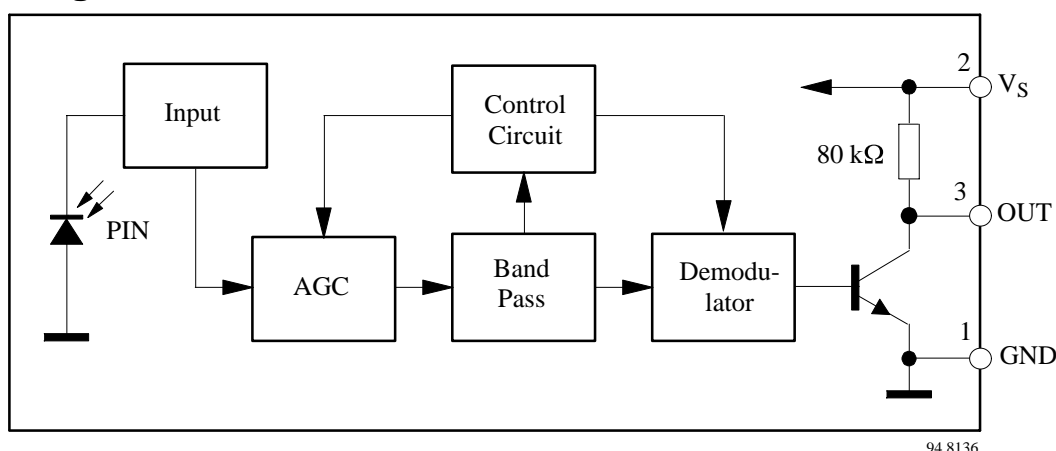 Input
Control
Circuit
2
V_S
80 kΩ
3
OUT
PIN
AGC
Band
Pass
Demodu-
lator
1
GND
94 8136